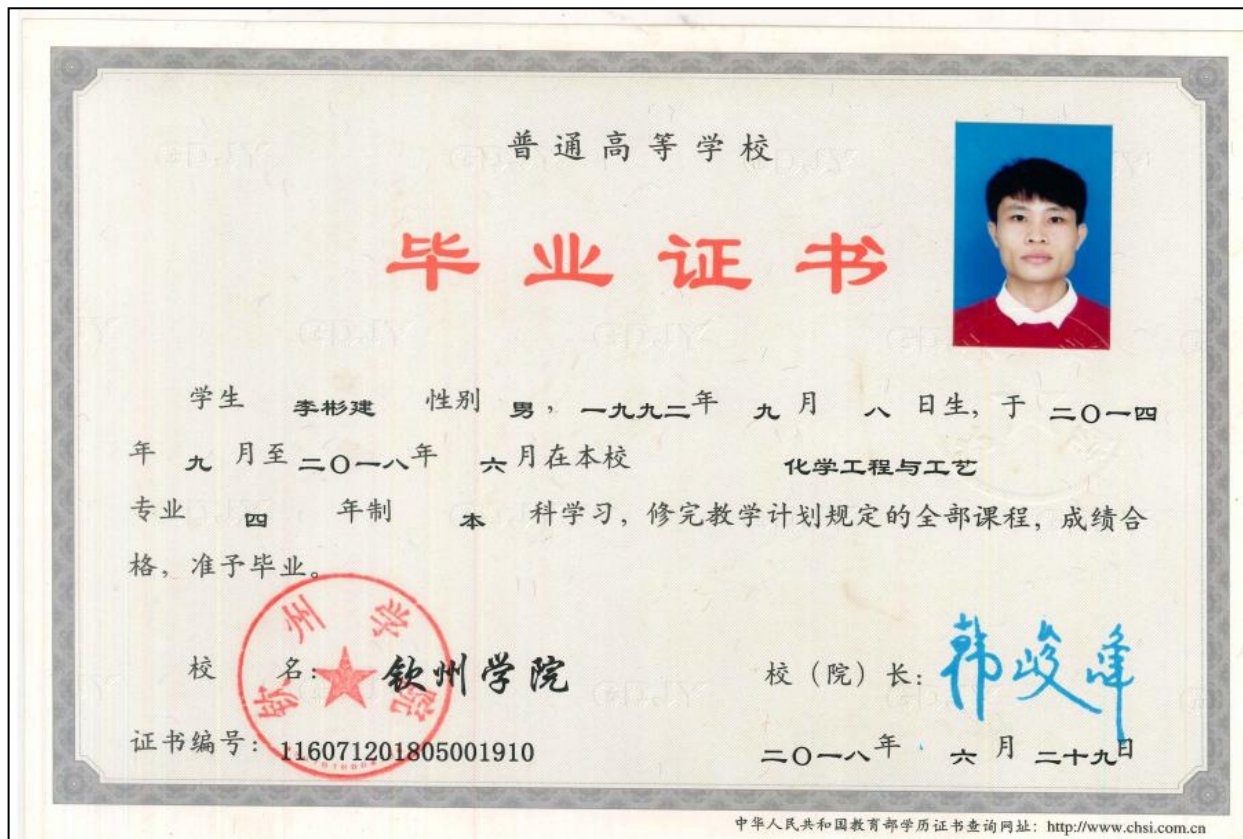 普通高等学校
毕业证书
学生 李彬建 性别 男，一九九二年 九 月 八 日生，于 二〇一四
年 九 月至 二〇一八年 六 月在本校 化学工程与工艺
专业 四 年制 本 科学习，修完教学计划规定的全部课程，成绩合
格，准予毕业。
钦州学院
校 名：钦州学院 校（院）长：韩峻峰
证书编号：116071201805001910 二〇一八年 六 月 二十九日
中华人民共和国教育部学历证书查询网址：http://www.chsi.com.cn